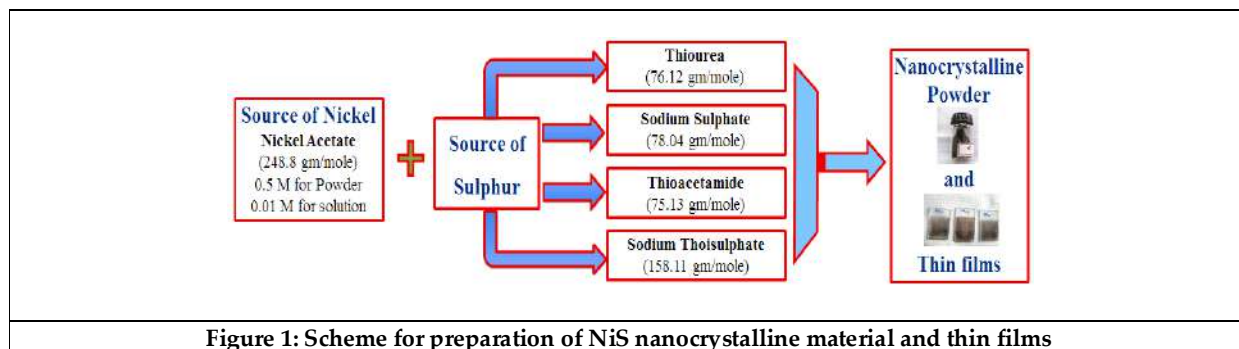 Source of Nickel
Nickel Acetate
(248.8 gm/mole)
0.5 M for Powder
0.01 M for solution
Source of
Sulphur
Thiourea
(76.12 gm/mole)
Sodium Sulphate
(78.04 gm/mole)
Thioacetamide
(75.13 gm/mole)
Sodium Thoisulphate
(158.11 gm/mole)
Nanocrystalline
Powder
and
Thin films
Figure 1: Scheme for preparation of NiS nanocrystalline material and thin films